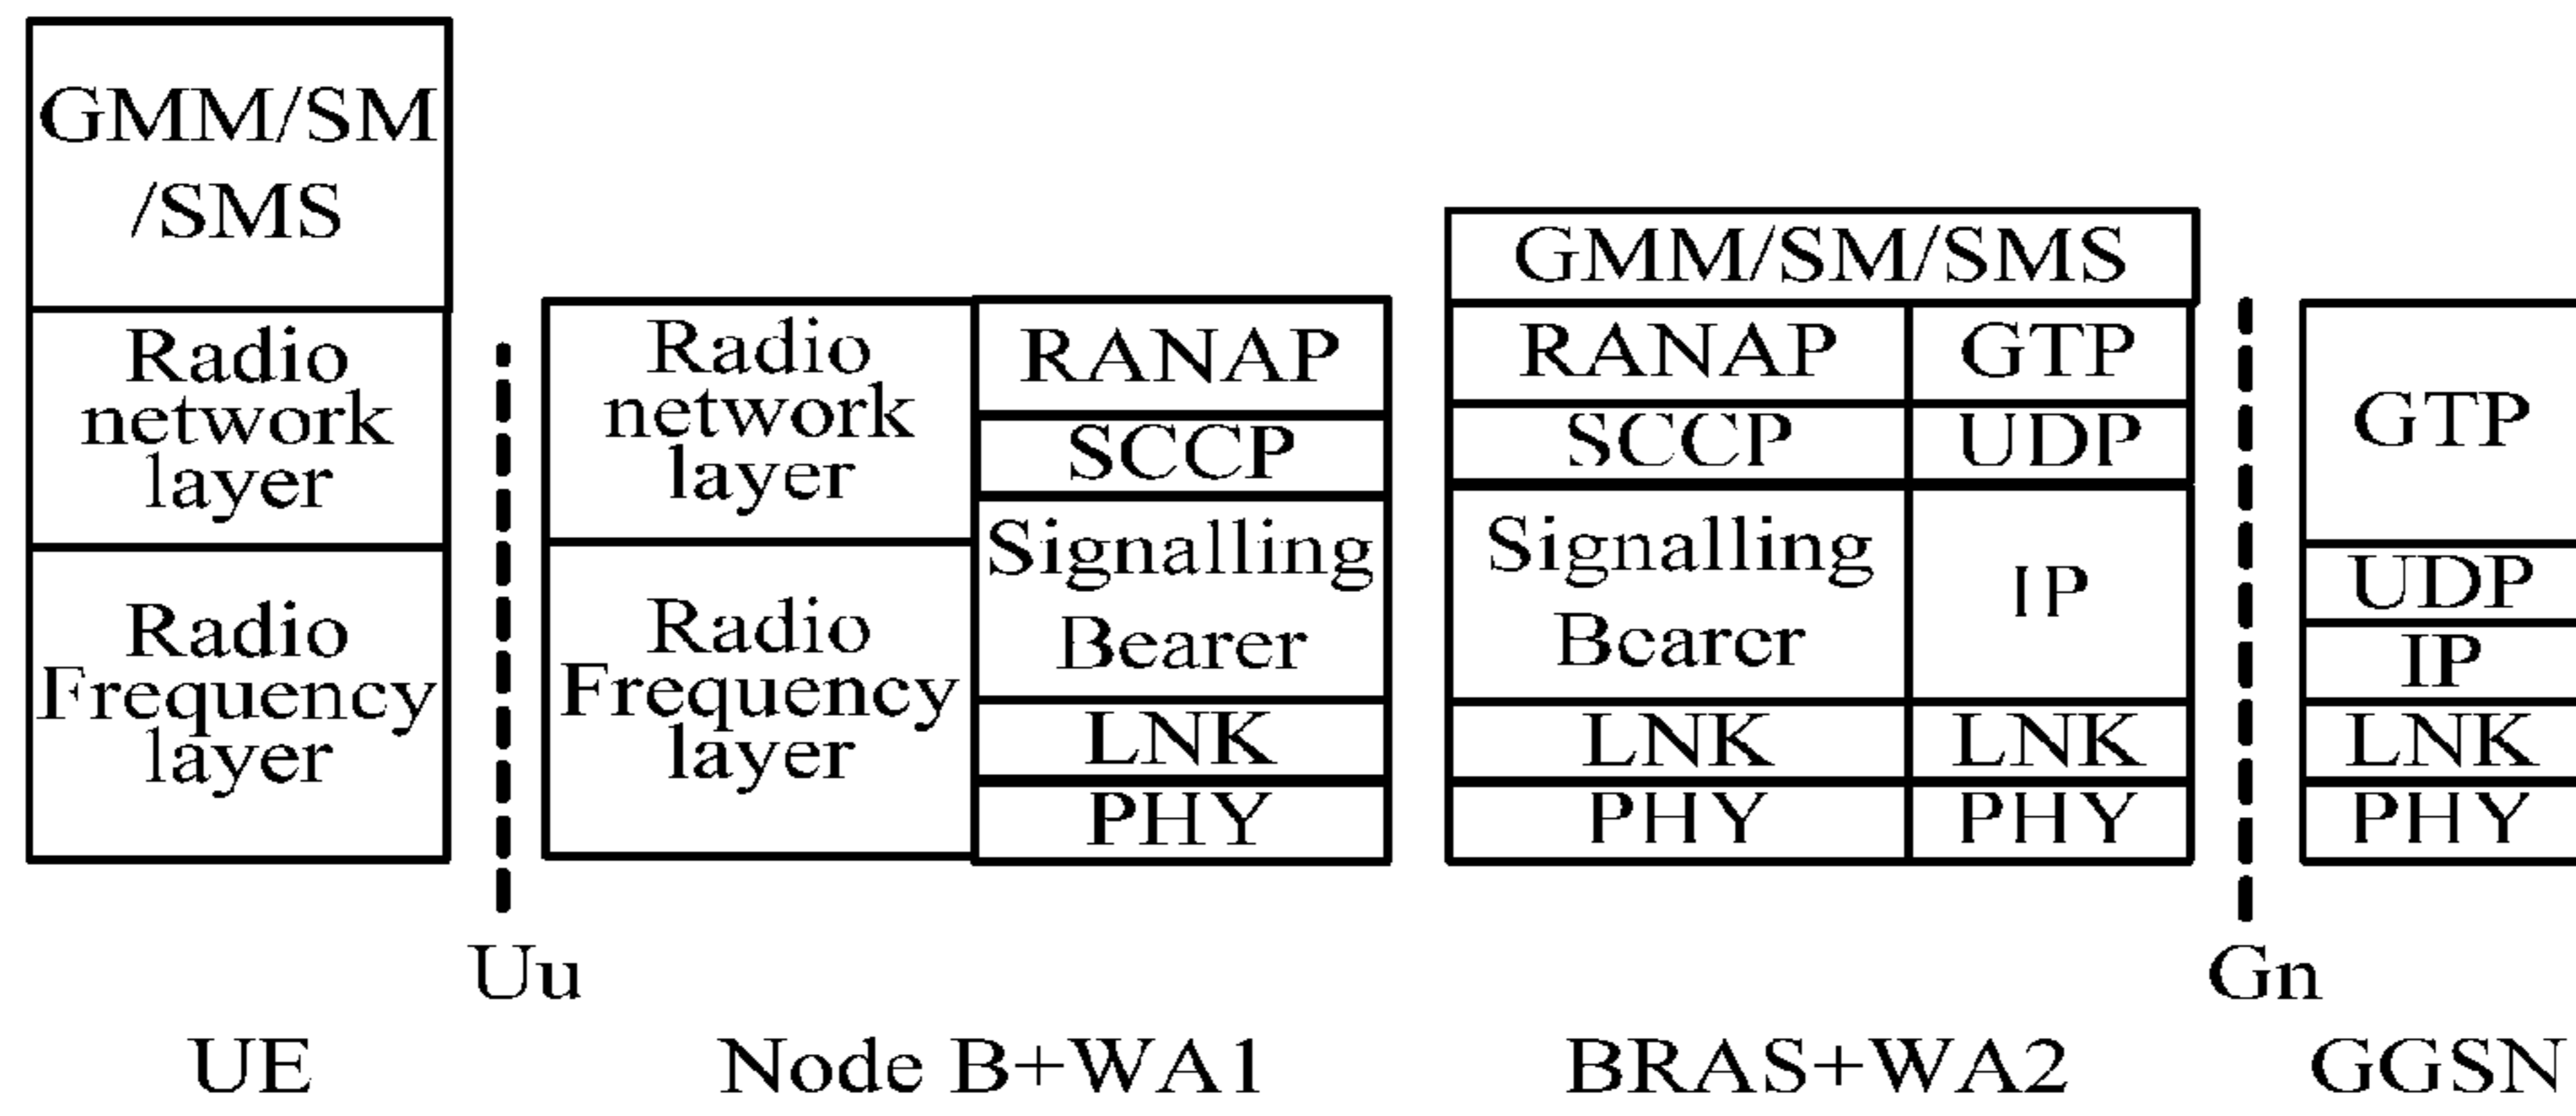 GMM/SM
/SMS
Radio
network
layer
Radio
Frequency
layer
Radio
network
layer
Radio
Frequency
layer
RANAP
SCCP
Signalling
Bearer
LNK
PHY
GMM/SM/SMS
RANAP
SCCP
Signalling
Bearer
LNK
PHY
GTP
UDP
IP
LNK
PHY
GTP
UDP
IP
LNK
PHY
Uu
Gn
UE
Node B+WA1
BRAS+WA2
GGSN